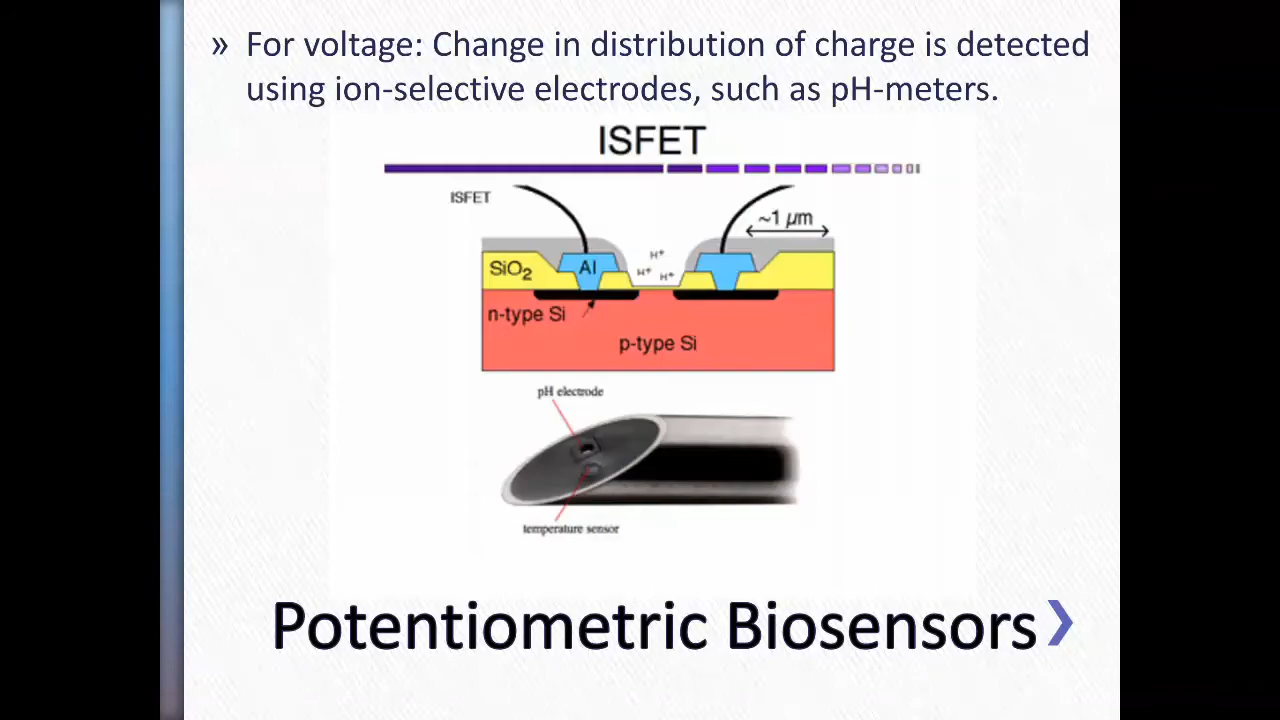 » For voltage: Change in distribution of charge is detected
using ion-selective electrodes, such as pH-meters.
ISFET
ISFET
~1 µm
H⁺
H⁺ H⁺
SiO₂
Al
n-type Si
p-type Si
pH electrode
temperature sensor
Potentiometric Biosensors